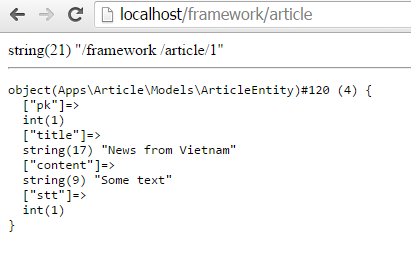 localhost/framework/article
string(21) "/framework /article/1"
object(Apps\Article\Models\ArticleEntity)#120 (4) {
["pk"]=>
int(1)
["title"]=>
string(17) "News from Vietnam"
["content"]=>
string(9) "Some text"
["stt"]=>
int(1)
}